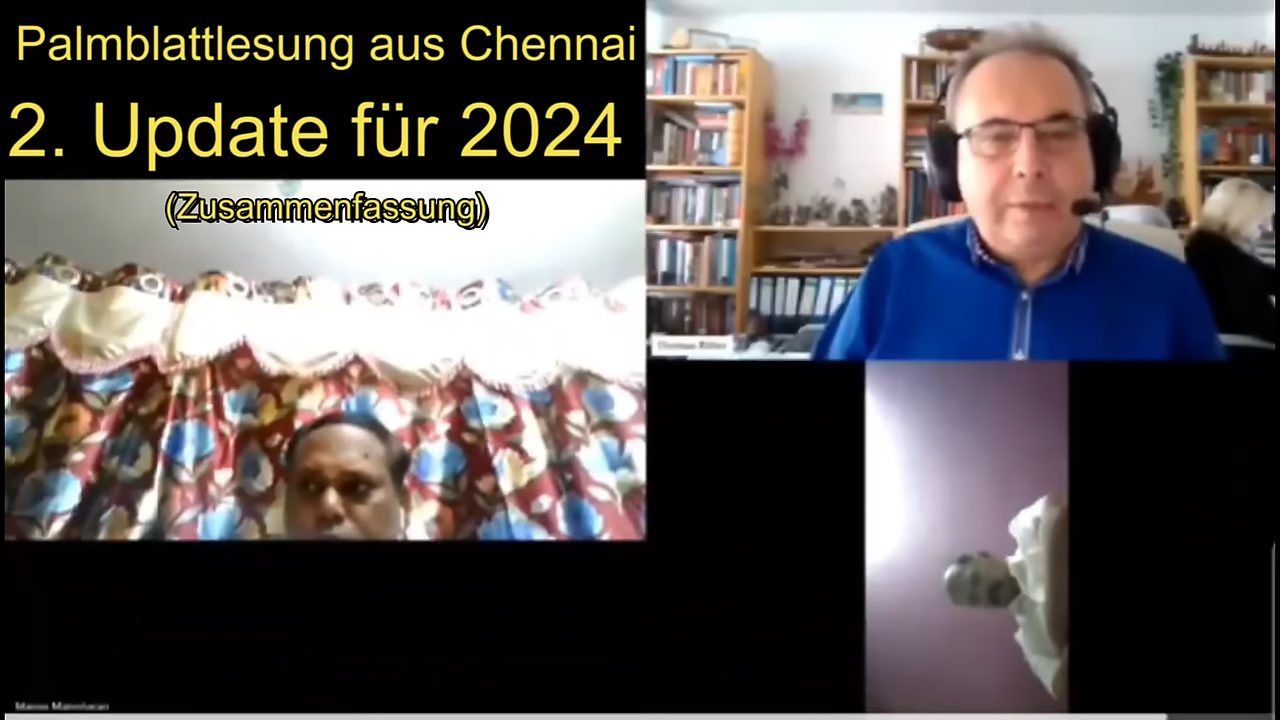 Palmblattlesung aus Chennai
2. Update für 2024
(Zusammenfassung)
Thomas Ritter